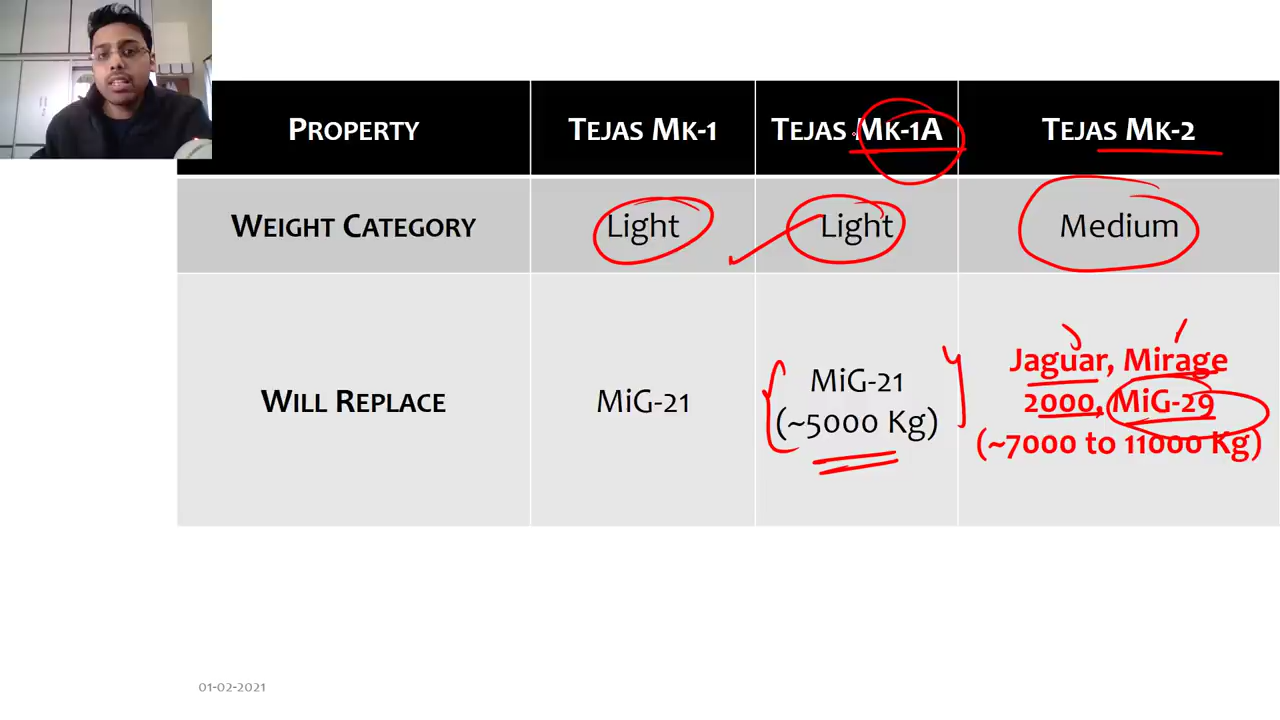 PROPERTY TEJAS MK-1 TEJAS MK-1A TEJAS MK-2
WEIGHT CATEGORY Light Light Medium
WILL REPLACE MiG-21 MiG-21
(~5000 Kg) Jaguar, Mirage
2000, MiG-29
(~7000 to 11000 Kg)
01-02-2021